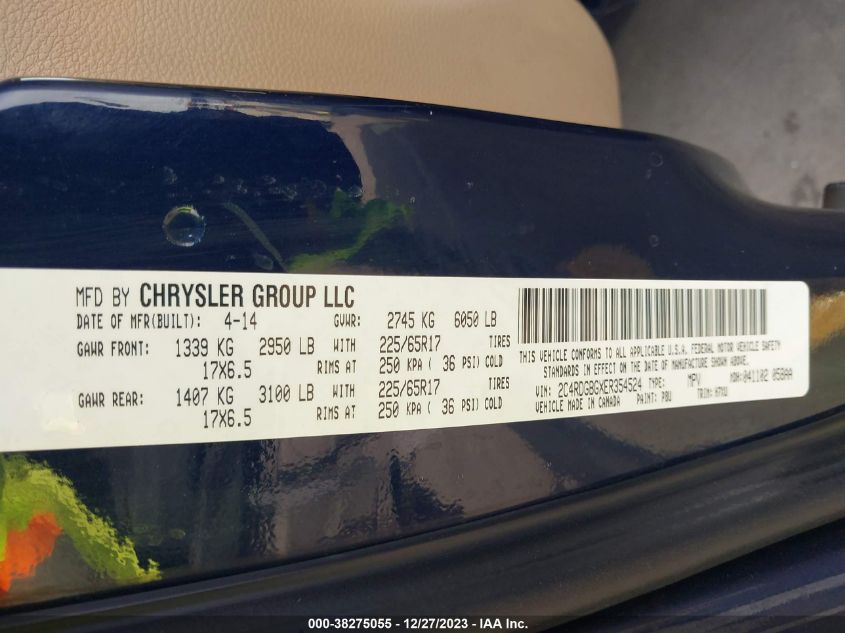 MFD BY CHRYSLER GROUP LLC
DATE OF MFR(BUILT): 4-14 GVWR: 2745 KG 6050 LB
GAWR FRONT: 1339 KG 2950 LB WITH 225/65R17 TIRES
17X6.5 RIMS AT 250 KPA ( 36 PSI) COLD
GAWR REAR: 1407 KG 3100 LB WITH 225/65R17 TIRES
17X6.5 RIMS AT 250 KPA ( 36 PSI) COLD
THIS VEHICLE CONFORMS TO ALL APPLICABLE U.S.A. FEDERAL MOTOR VEHICLE SAFETY
STANDARDS IN EFFECT ON THE DATE OF MANUFACTURE SHOWN ABOVE.
VIN: 2C4RDGBGXER354524 TYPE: MPV MDH:041102 058AA
VEHICLE MADE IN CANADA PAINT: PBU TRIM:
000-38275055 - 12/27/2023 - IAA Inc.